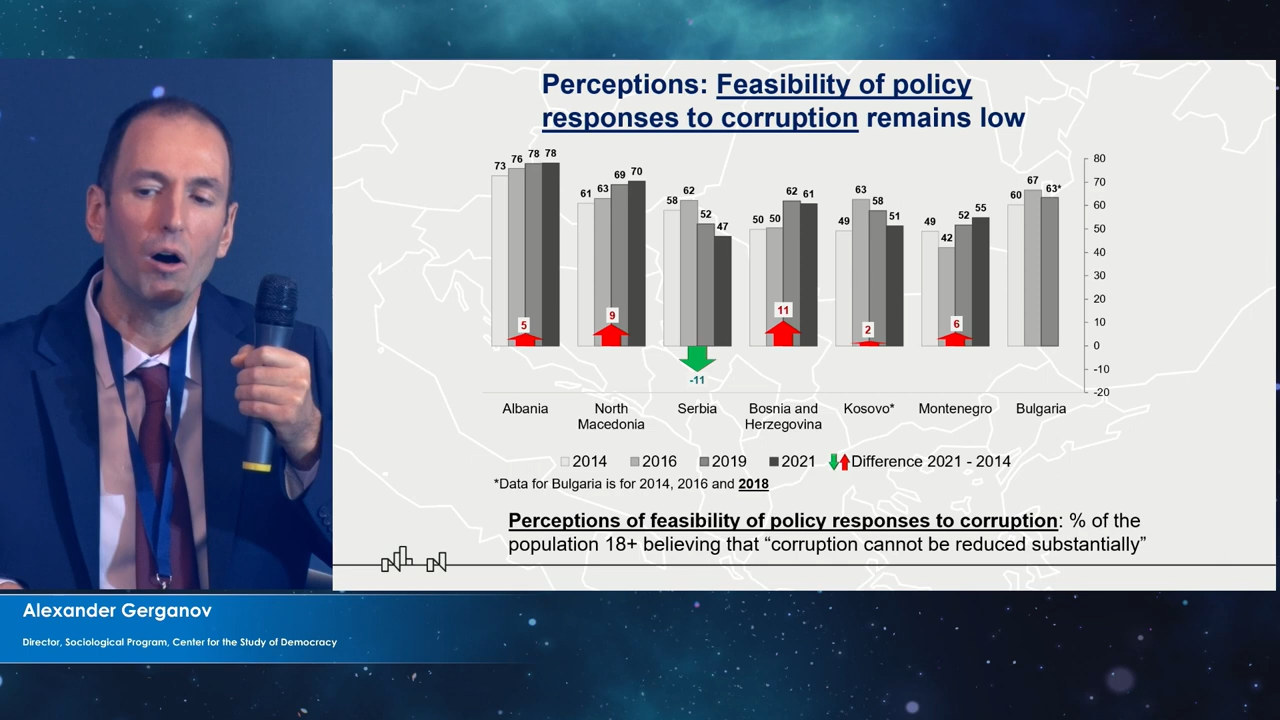 Perceptions: Feasibility of policy
responses to corruption remains low
73 76 78 78
61 63 69 70
58 62 52 47
50 50 62 61
49 63 58 51
49 42 52 55
60 67 63*
5
9
-11
11
2
6
80
70
60
50
40
30
20
10
0
-10
-20
Albania
North
Macedonia
Serbia
Bosnia and
Herzegovina
Kosovo*
Montenegro
Bulgaria
2014 2016 2019 2021 Difference 2021 - 2014
*Data for Bulgaria is for 2014, 2016 and 2018
Perceptions of feasibility of policy responses to corruption: % of the
population 18+ believing that “corruption cannot be reduced substantially”
Alexander Gerganov
Director, Sociological Program, Center for the Study of Democracy